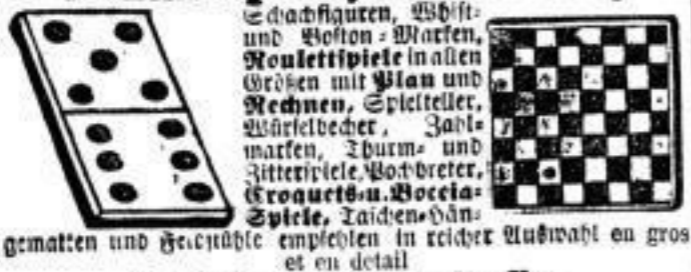 Schachfiguren, Whist-
und Boston-Marken,
Roulettspiele in allen
Größen mit Plan und
Rechnen, Spielteller,
Würfelbecher, Zahl-
marken, Thurm- und
Zitterspiele, Pochbreter,
Croquets- u. Boccia-
Spiele, Taschen-Hän-
gematten und Feldstühle empfehlen in reicher Auswahl en gros
et en detail